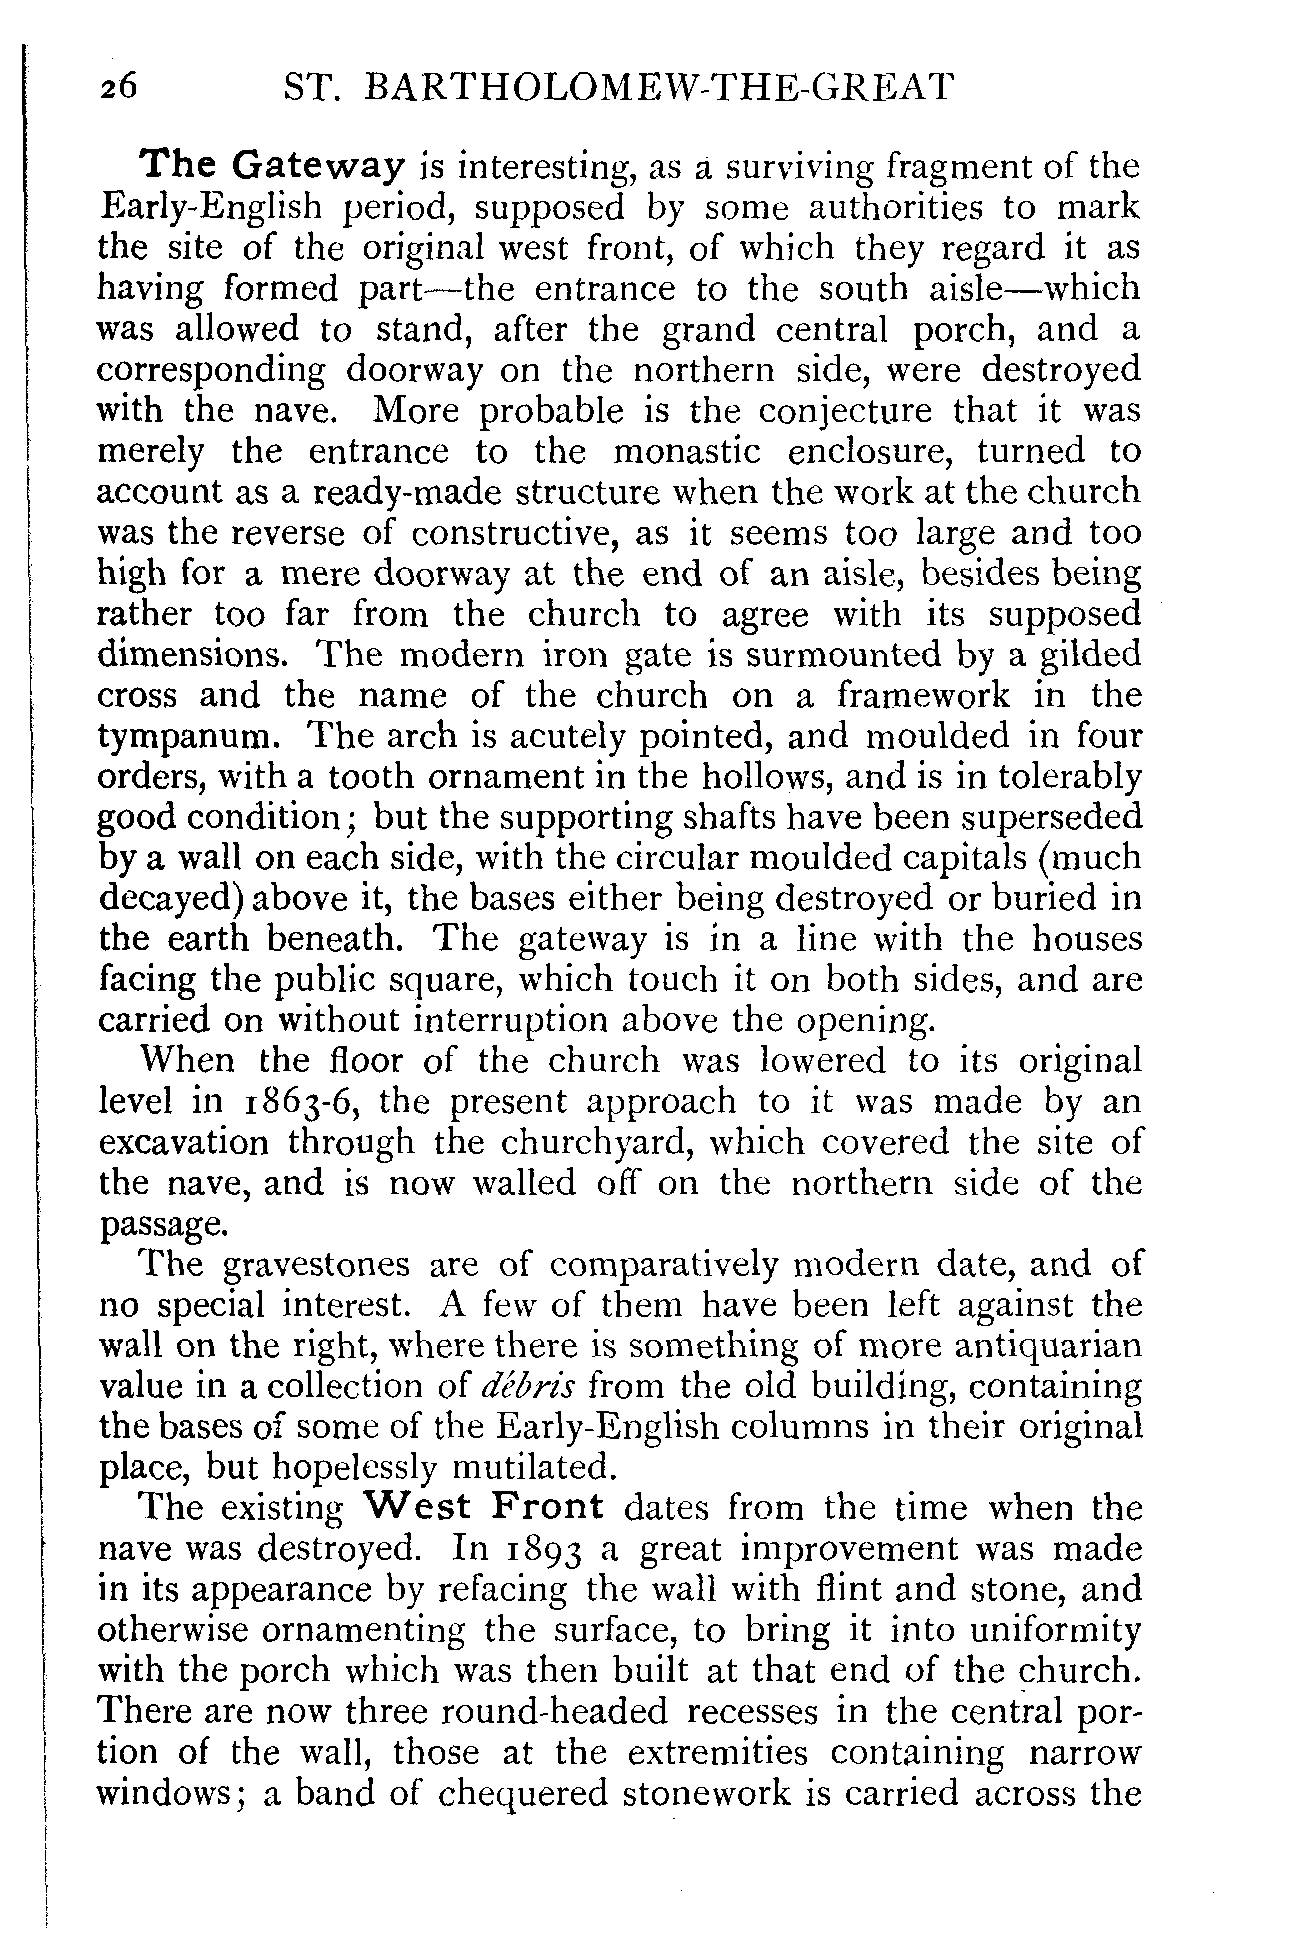 26 ST. BARTHOLOMEW-THE-GREAT
The Gateway is interesting, as a surviving fragment of the
Early-English period, supposed by some authorities to mark
the site of the original west front, of which they regard it as
having formed part—the entrance to the south aisle—which
was allowed to stand, after the grand central porch, and a
corresponding doorway on the northern side, were destroyed
with the nave. More probable is the conjecture that it was
merely the entrance to the monastic enclosure, turned to
account as a ready-made structure when the work at the church
was the reverse of constructive, as it seems too large and too
high for a mere doorway at the end of an aisle, besides being
rather too far from the church to agree with its supposed
dimensions. The modern iron gate is surmounted by a gilded
cross and the name of the church on a framework in the
tympanum. The arch is acutely pointed, and moulded in four
orders, with a tooth ornament in the hollows, and is in tolerably
good condition; but the supporting shafts have been superseded
by a wall on each side, with the circular moulded capitals (much
decayed) above it, the bases either being destroyed or buried in
the earth beneath. The gateway is in a line with the houses
facing the public square, which touch it on both sides, and are
carried on without interruption above the opening.
When the floor of the church was lowered to its original
level in 1863-6, the present approach to it was made by an
excavation through the churchyard, which covered the site of
the nave, and is now walled off on the northern side of the
passage.
The gravestones are of comparatively modern date, and of
no special interest. A few of them have been left against the
wall on the right, where there is something of more antiquarian
value in a collection of débris from the old building, containing
the bases of some of the Early-English columns in their original
place, but hopelessly mutilated.
The existing West Front dates from the time when the
nave was destroyed. In 1893 a great improvement was made
in its appearance by refacing the wall with flint and stone, and
otherwise ornamenting the surface, to bring it into uniformity
with the porch which was then built at that end of the church.
There are now three round-headed recesses in the central por-
tion of the wall, those at the extremities containing narrow
windows; a band of chequered stonework is carried across the